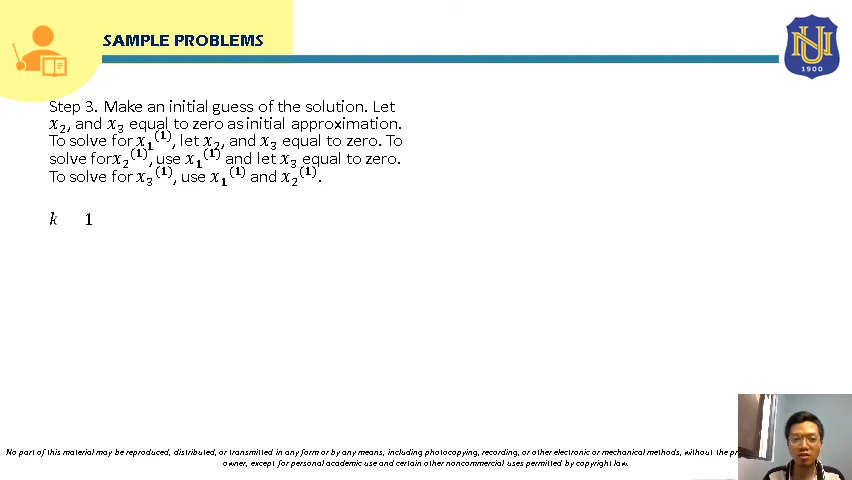 SAMPLE PROBLEMS
NU
1900
Step 3. Make an initial guess of the solution. Let
𝑥₂, and 𝑥₃ equal to zero as initial approximation.
To solve for 𝑥₁⁽¹⁾, let 𝑥₂, and 𝑥₃ equal to zero. To
solve for𝑥₂⁽¹⁾, use 𝑥₁⁽¹⁾ and let 𝑥₃ equal to zero.
To solve for 𝑥₃⁽¹⁾, use 𝑥₁⁽¹⁾ and 𝑥₂⁽¹⁾.
𝑘 1
No part of this material may be reproduced, distributed, or transmitted in any form or by any means, including photocopying, recording, or other electronic or mechanical methods, without the
owner, except for personal academic use and certain other noncommercial uses permitted by copyright law.